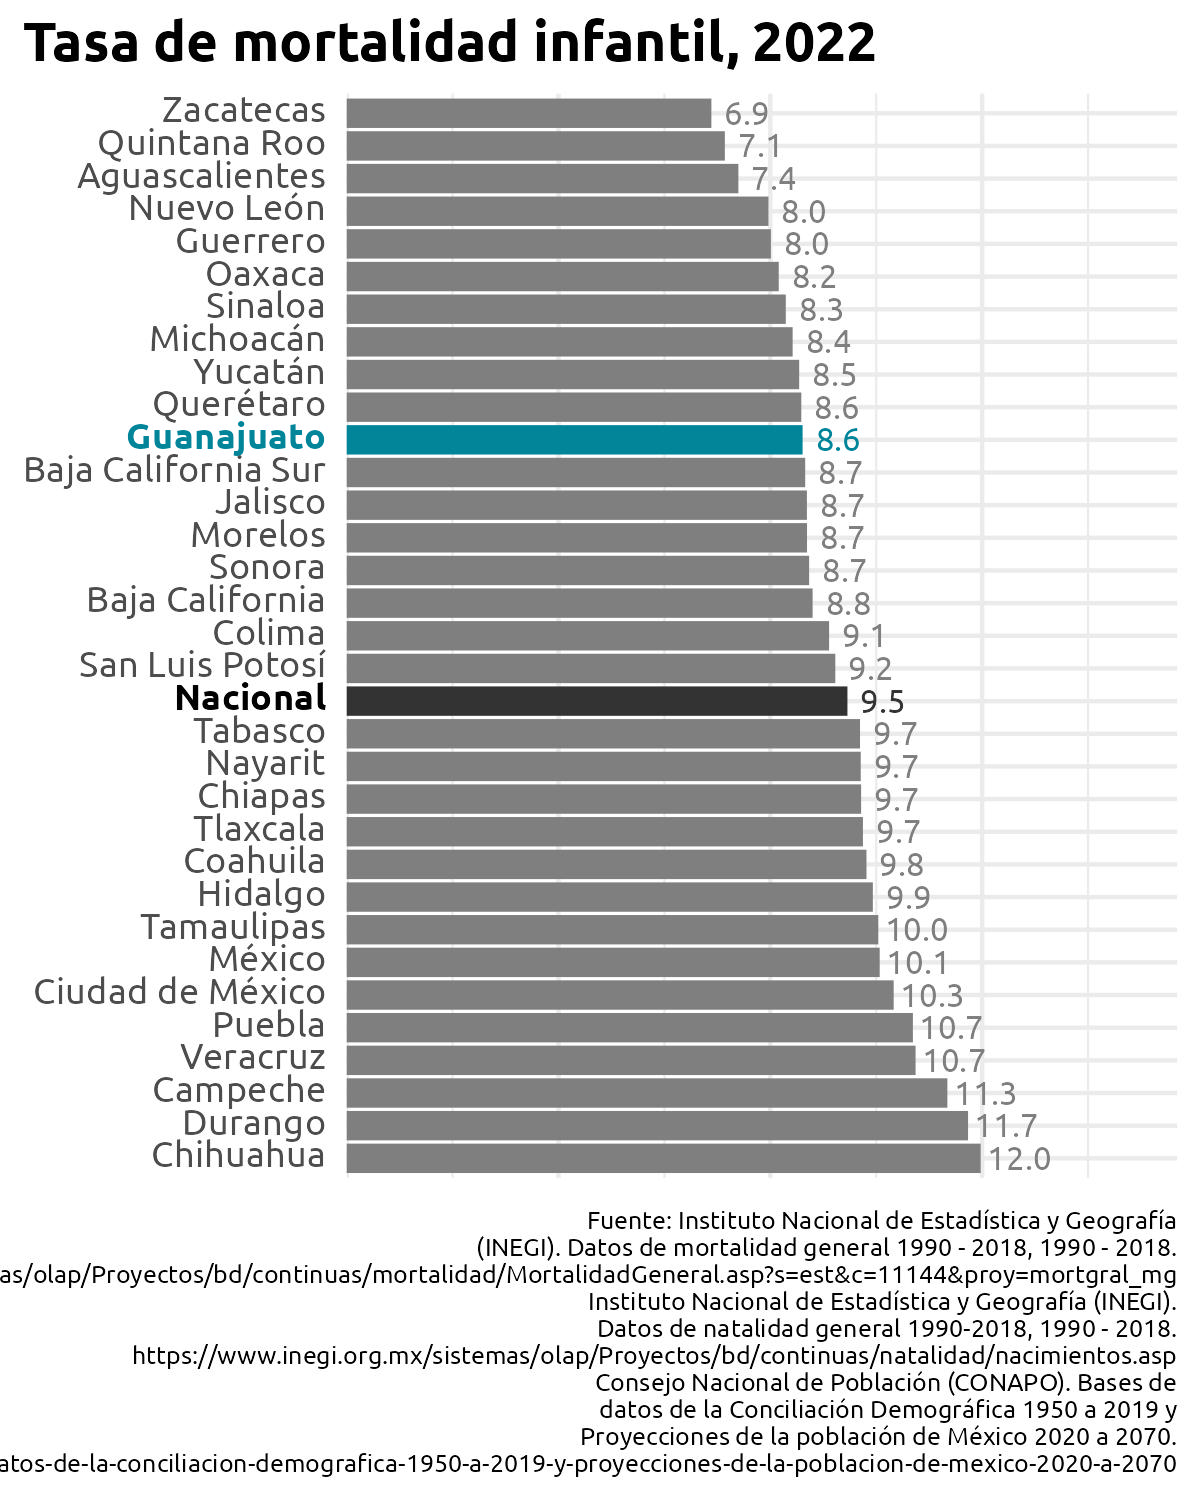 Tasa de mortalidad infantil, 2022
Zacatecas 6.9
Quintana Roo 7.1
Aguascalientes 7.4
Nuevo León 8.0
Guerrero 8.0
Oaxaca 8.2
Sinaloa 8.3
Michoacán 8.4
Yucatán 8.5
Querétaro 8.6
Guanajuato 8.6
Baja California Sur 8.7
Jalisco 8.7
Morelos 8.7
Sonora 8.7
Baja California 8.8
Colima 9.1
San Luis Potosí 9.2
Nacional 9.5
Tabasco 9.7
Nayarit 9.7
Chiapas 9.7
Tlaxcala 9.7
Coahuila 9.8
Hidalgo 9.9
Tamaulipas 10.0
México 10.1
Ciudad de México 10.3
Puebla 10.7
Veracruz 10.7
Campeche 11.3
Durango 11.7
Chihuahua 12.0
Fuente: Instituto Nacional de Estadística y Geografía
(INEGI). Datos de mortalidad general 1990 - 2018, 1990 - 2018.
as/olap/Proyectos/bd/continuas/mortalidad/MortalidadGeneral.asp?s=est&c=11144&proy=mortgral_mg
Instituto Nacional de Estadística y Geografía (INEGI).
Datos de natalidad general 1990-2018, 1990 - 2018.
https://www.inegi.org.mx/sistemas/olap/Proyectos/bd/continuas/natalidad/nacimientos.asp
Consejo Nacional de Población (CONAPO). Bases de
datos de la Conciliación Demográfica 1950 a 2019 y
Proyecciones de la población de México 2020 a 2070.
atos-de-la-conciliacion-demografica-1950-a-2019-y-proyecciones-de-la-poblacion-de-mexico-2020-a-2070